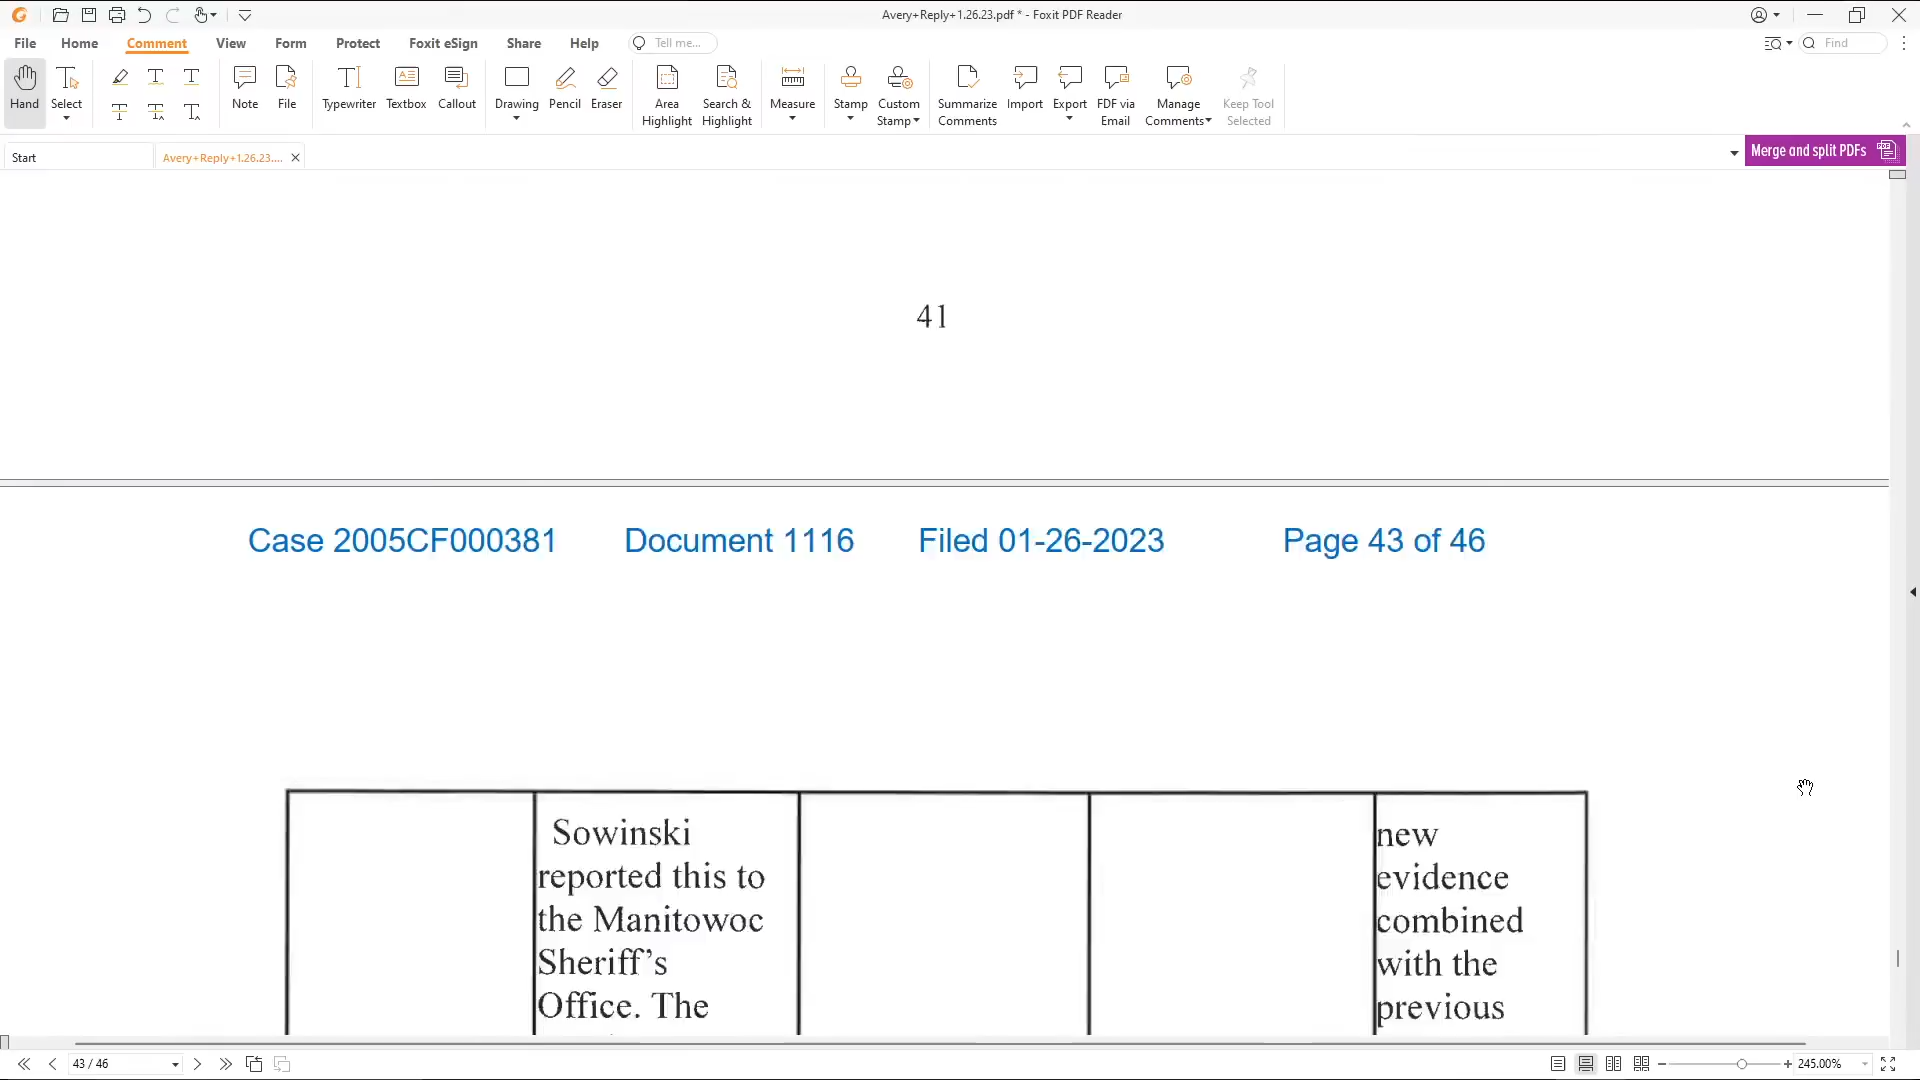 Avery+Reply+1.26.23.pdf * - Foxit PDF Reader
File Home Comment View Form Protect Foxit eSign Share Help Tell me... Find
Hand Select Note File Typewriter Textbox Callout Drawing Pencil Eraser Area Highlight Search & Highlight Measure Stamp Custom Stamp Summarize Comments Import Export FDF via Email Manage Comments Keep Tool Selected
Start Avery+Reply+1.26.23.... Merge and split PDFs
41
Case 2005CF000381 Document 1116 Filed 01-26-2023 Page 43 of 46
Sowinski
reported this to
the Manitowoc
Sheriff's
Office. The
new
evidence
combined
with the
previous
43 / 46 245.00%